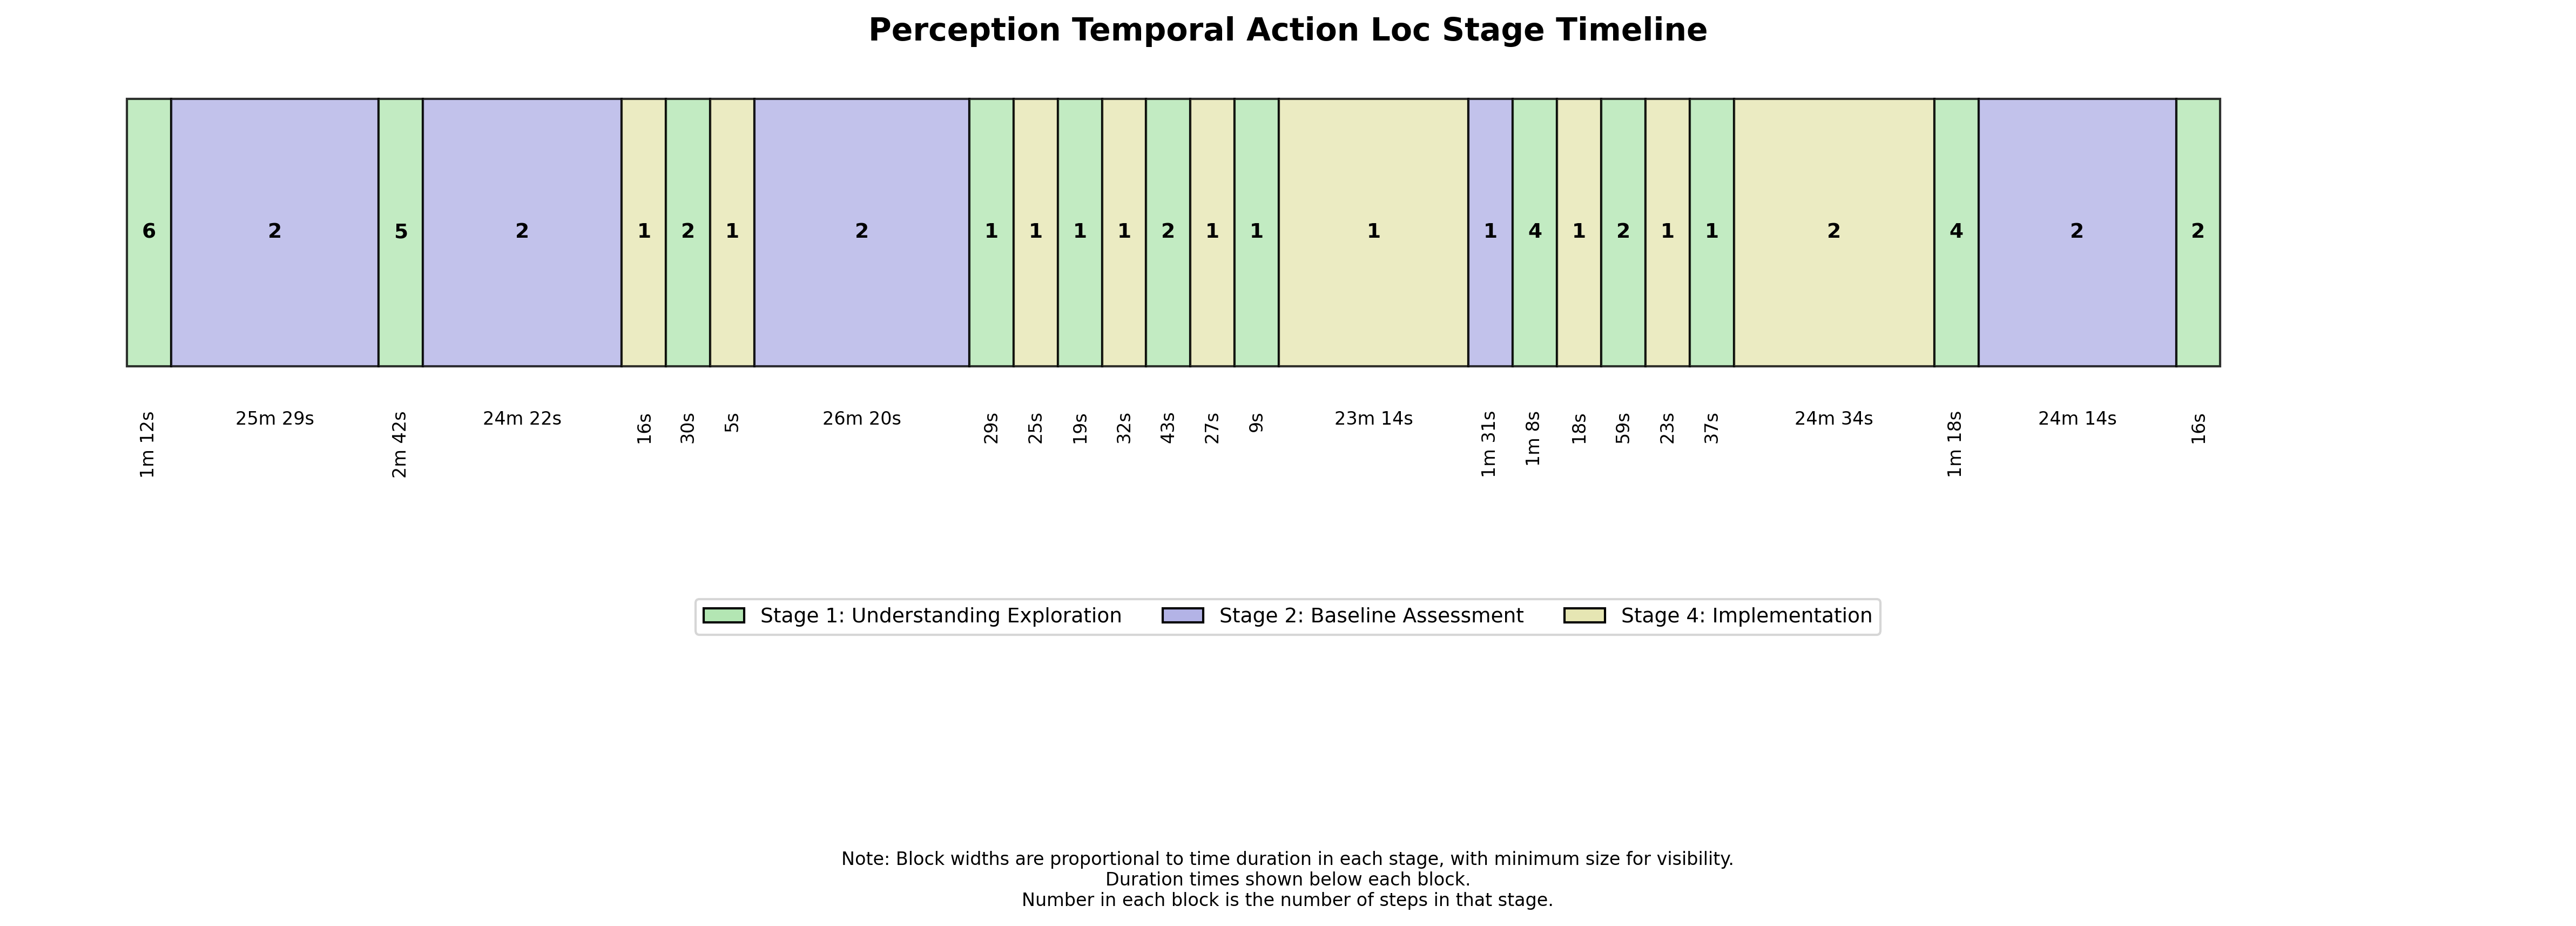 Perception Temporal Action Loc Stage Timeline
6 2 5 2 1 2 1 2 1 1 1 1 2 1 1 1 1 4 1 2 1 1 2 4 2 2
1m 12s 25m 29s 2m 42s 24m 22s 16s 30s 5s 26m 20s 29s 25s 19s 32s 43s 27s 9s 23m 14s 1m 31s 1m 8s 18s 59s 23s 37s 24m 34s 1m 18s 24m 14s 16s
Stage 1: Understanding Exploration Stage 2: Baseline Assessment Stage 4: Implementation
Note: Block widths are proportional to time duration in each stage, with minimum size for visibility.
Duration times shown below each block.
Number in each block is the number of steps in that stage.